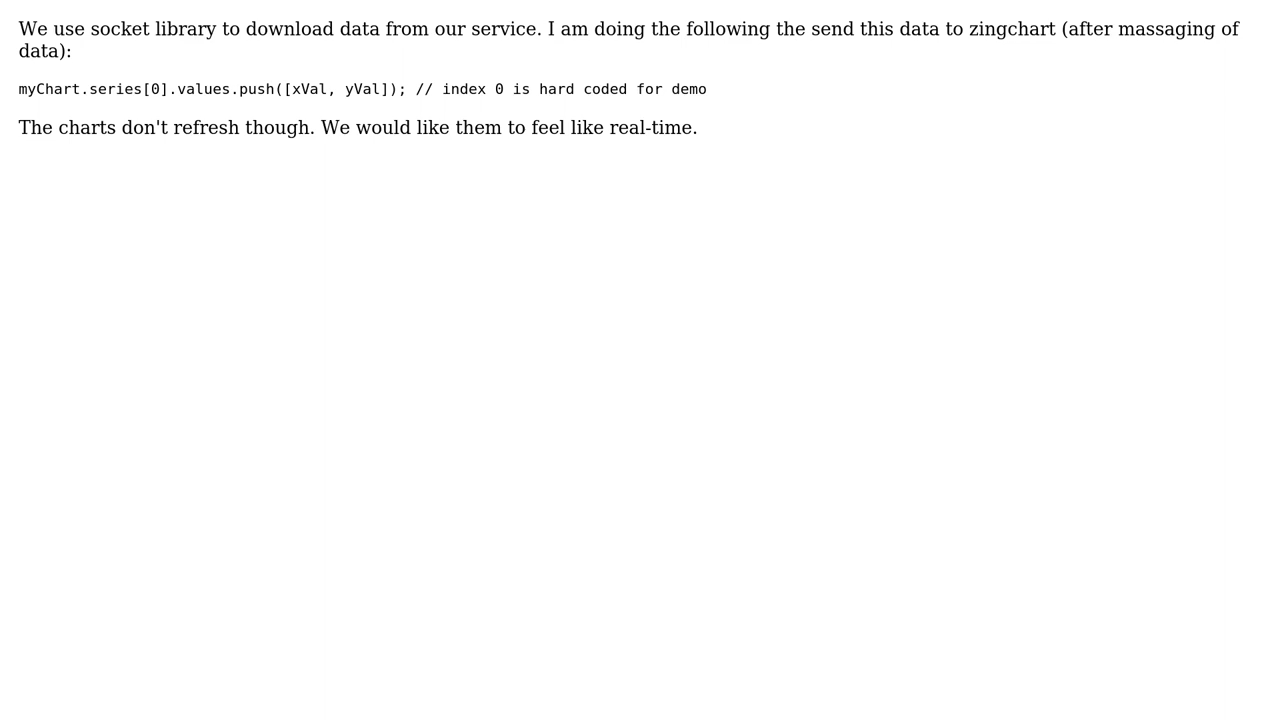 We use socket library to download data from our service. I am doing the following the send this data to zingchart (after massaging of
data):
myChart.series[0].values.push([xVal, yVal]); // index 0 is hard coded for demo
The charts don't refresh though. We would like them to feel like real-time.